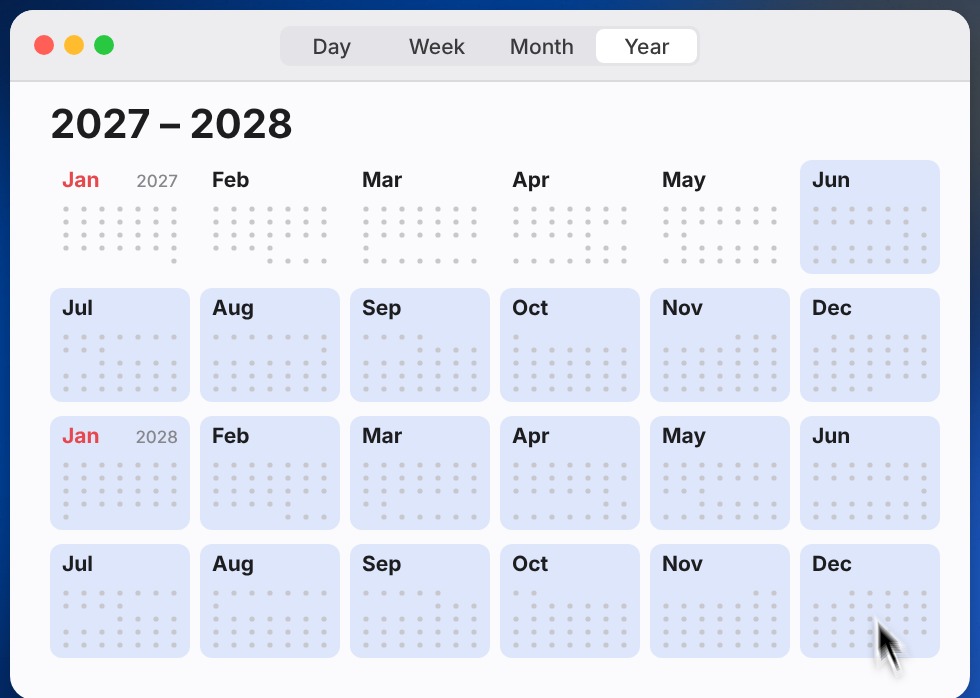 Day Week Month Year
2027 – 2028
Jan 2027 Feb Mar Apr May Jun
Jul Aug Sep Oct Nov Dec
Jan 2028 Feb Mar Apr May Jun
Jul Aug Sep Oct Nov Dec